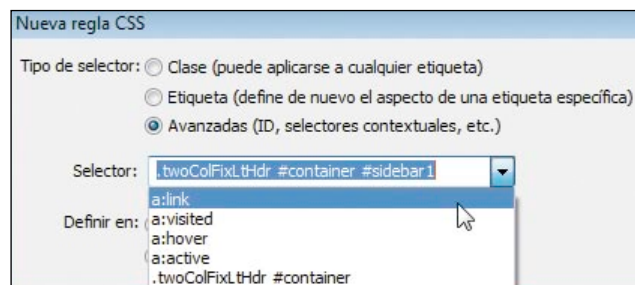 Nueva regla CSS
Tipo de selector: Clase (puede aplicarse a cualquier etiqueta)
Etiqueta (define de nuevo el aspecto de una etiqueta específica)
Avanzadas (ID, selectores contextuales, etc.)
Selector: .twoColFixLtHdr #container #sidebar1
a:link
Definir en: a:visited
a:hover
a:active
.twoColFixLtHdr #container